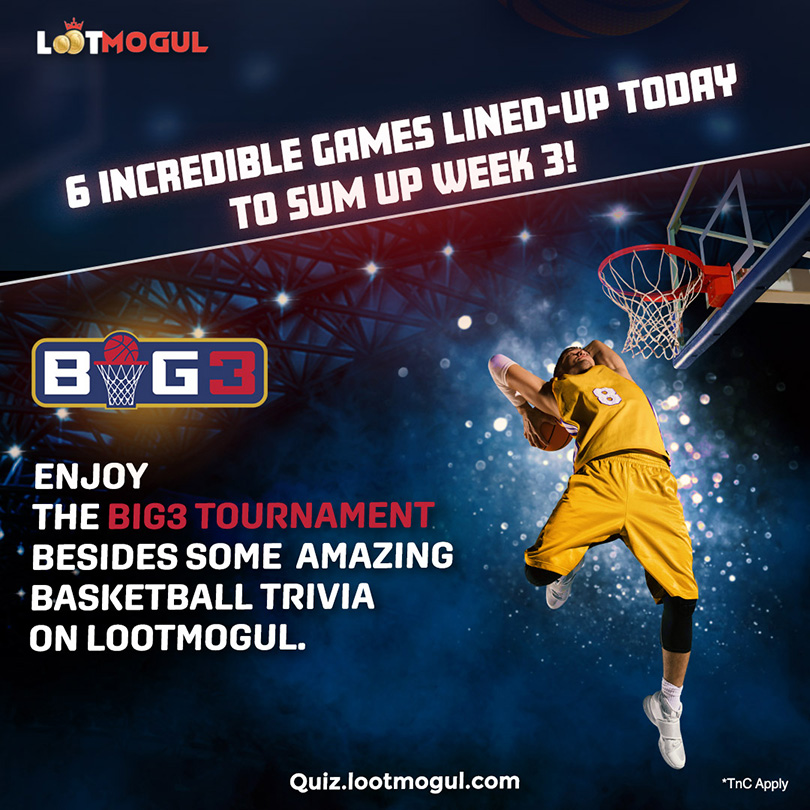 LOOTMOGUL
6 INCREDIBLE GAMES LINED-UP TODAY
TO SUM UP WEEK 3!
BIG3
8
ENJOY
THE BIG3 TOURNAMENT
BESIDES SOME AMAZING
BASKETBALL TRIVIA
ON LOOTMOGUL.
Quiz.lootmogul.com
*TnC Apply